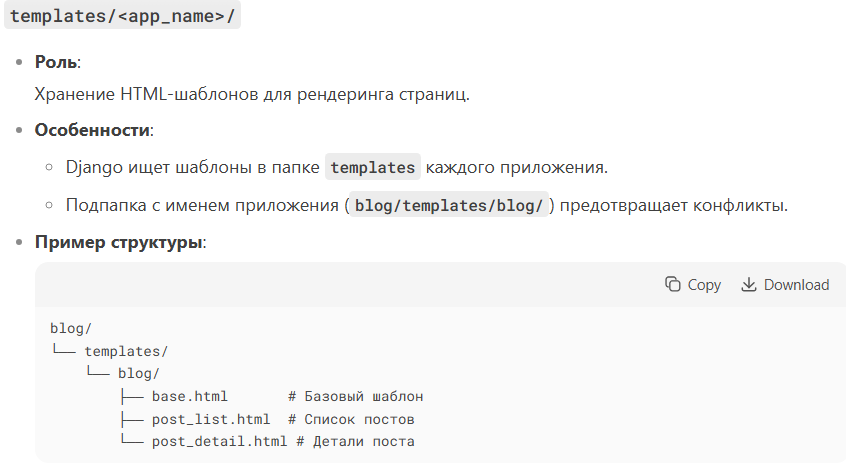 templates/<app_name>/
• Роль:
Хранение HTML-шаблонов для рендеринга страниц.
• Особенности:
◦ Django ищет шаблоны в папке templates каждого приложения.
◦ Подпапка с именем приложения (blog/templates/blog/) предотвращает конфликты.
• Пример структуры:
Copy Download
blog/
└── templates/
    └── blog/
        ├── base.html       # Базовый шаблон
        ├── post_list.html  # Список постов
        └── post_detail.html # Детали поста